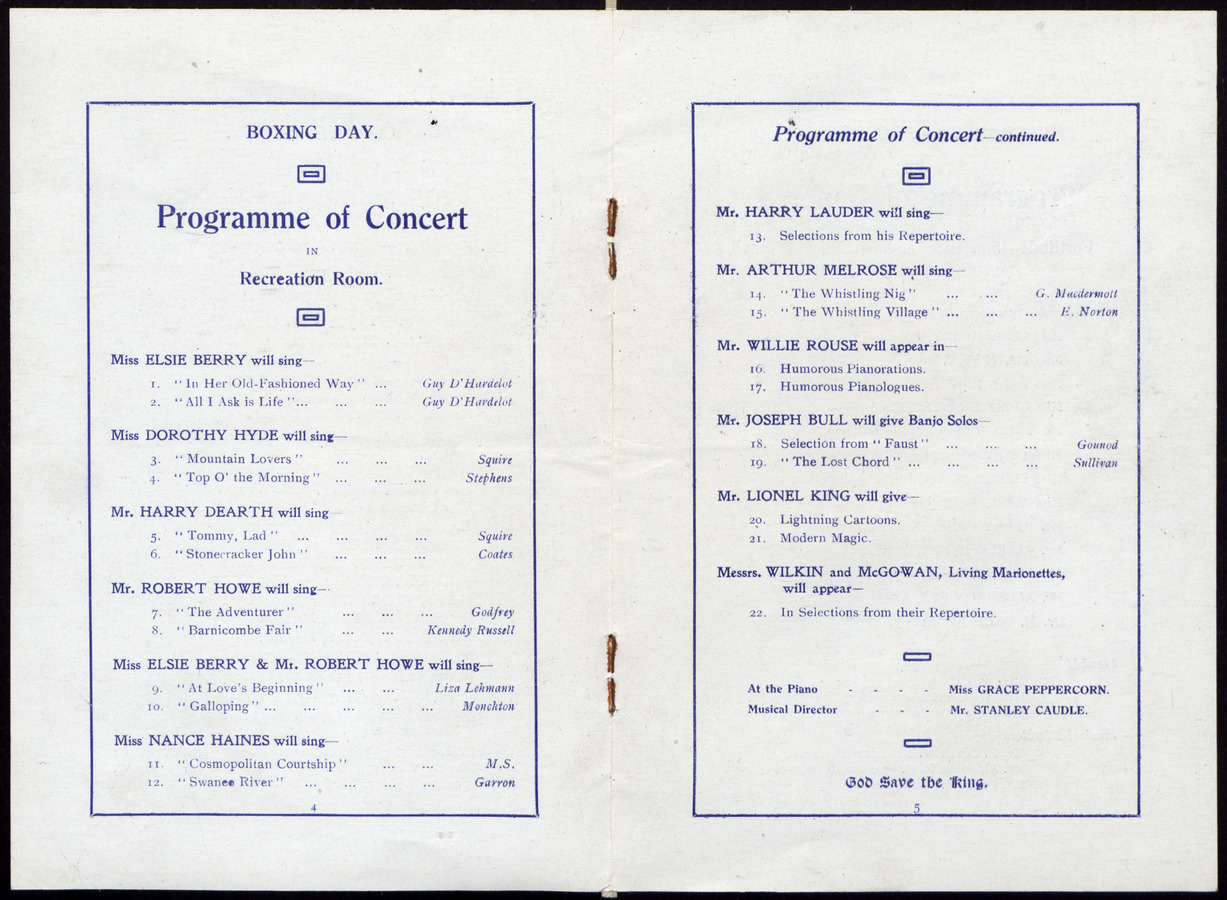 BOXING DAY.
Programme of Concert
IN
Recreation Room.
Miss ELSIE BERRY will sing—
1. "In Her Old-Fashioned Way" ... Guy D'Hardelot
2. "All I Ask is Life"... ... ... Guy D'Hardelot
Miss DOROTHY HYDE will sing—
3. "Mountain Lovers" ... ... ... Squire
4. "Top O' the Morning" ... ... ... Stephens
Mr. HARRY DEARTH will sing—
5. "Tommy, Lad" ... ... ... ... Squire
6. "Stonecracker John" ... ... ... Coates
Mr. ROBERT HOWE will sing—
7. "The Adventurer" ... ... ... Godfrey
8. "Barnicombe Fair" ... ... Kennedy Russell
Miss ELSIE BERRY & Mr. ROBERT HOWE will sing—
9. "At Love's Beginning" ... ... Liza Lehmann
10. "Galloping" ... ... ... ... ... Monckton
Miss NANCE HAINES will sing—
11. "Cosmopolitan Courtship" ... ... M.S.
12. "Swanee River" ... ... ... ... Garron
4
Programme of Concert—continued.
Mr. HARRY LAUDER will sing—
13. Selections from his Repertoire.
Mr. ARTHUR MELROSE will sing—
14. "The Whistling Nig" ... ... G. Macdermott
15. "The Whistling Village" ... ... ... E. Norton
Mr. WILLIE ROUSE will appear in—
16. Humorous Pianorations.
17. Humorous Pianologues.
Mr. JOSEPH BULL will give Banjo Solos—
18. Selection from "Faust" ... ... ... Gounod
19. "The Lost Chord" ... ... ... ... Sullivan
Mr. LIONEL KING will give—
20. Lightning Cartoons.
21. Modern Magic.
Messrs. WILKIN and McGOWAN, Living Marionettes,
will appear—
22. In Selections from their Repertoire.
At the Piano - - - - Miss GRACE PEPPERCORN.
Musical Director - - - Mr. STANLEY CAUDLE.
God Save the King.
5